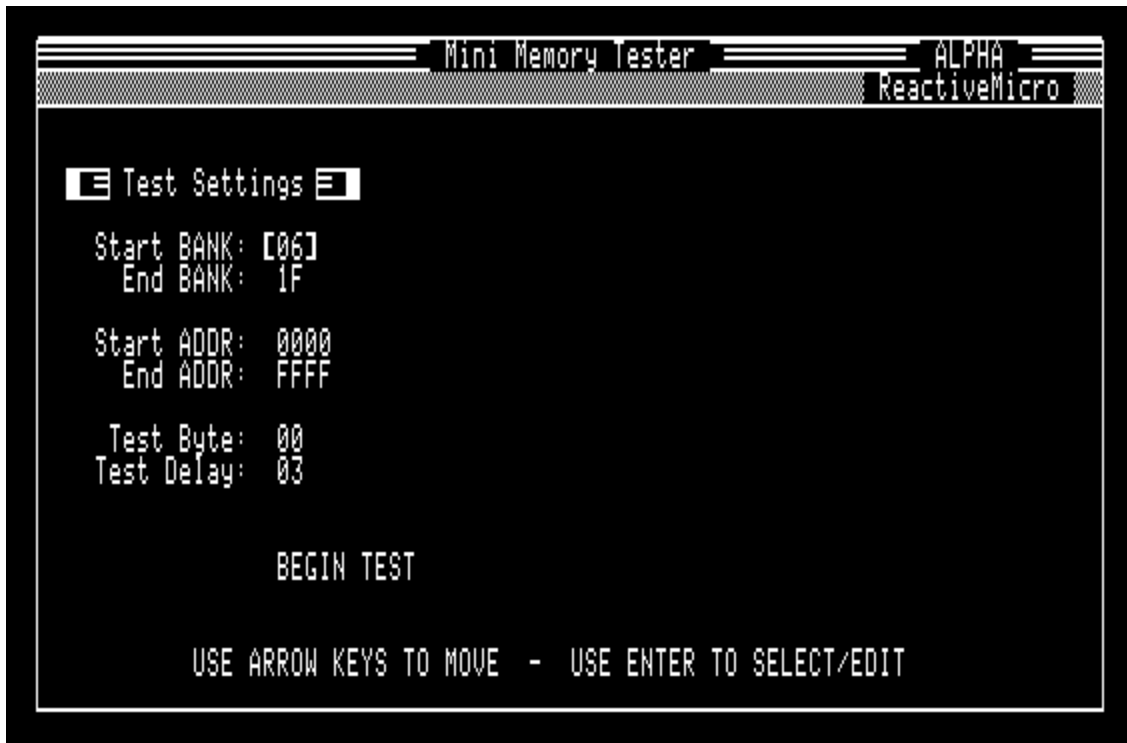 Mini Memory Tester ALPHA
ReactiveMicro
Test Settings
Start BANK: [06]
End BANK: 1F
Start ADDR: 0000
End ADDR: FFFF
Test Byte: 00
Test Delay: 03
BEGIN TEST
USE ARROW KEYS TO MOVE - USE ENTER TO SELECT/EDIT